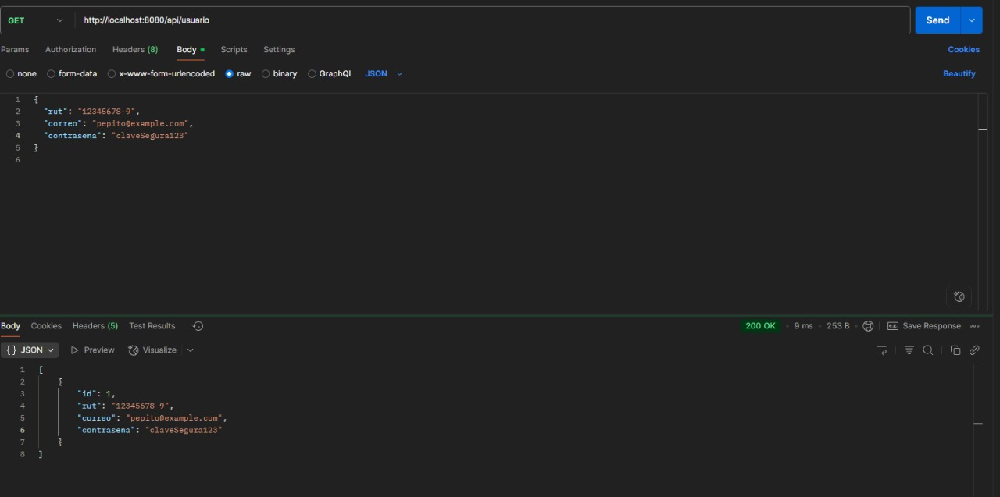 GET http://localhost:8080/api/usuario Send
Params Authorization Headers (8) Body Scripts Settings Cookies
none form-data x-www-form-urlencoded raw binary GraphQL JSON Beautify
1 {
2 "rut": "12345678-9",
3 "correo": "pepito@example.com",
4 "contrasena": "claveSegura123"
5 }
6
Body Cookies Headers (5) Test Results 200 OK 9 ms 253 B e.g. Save Response
{} JSON Preview Visualize
1 [
2 {
3 "id": 1,
4 "rut": "12345678-9",
5 "correo": "pepito@example.com",
6 "contrasena": "claveSegura123"
7 }
8 ]